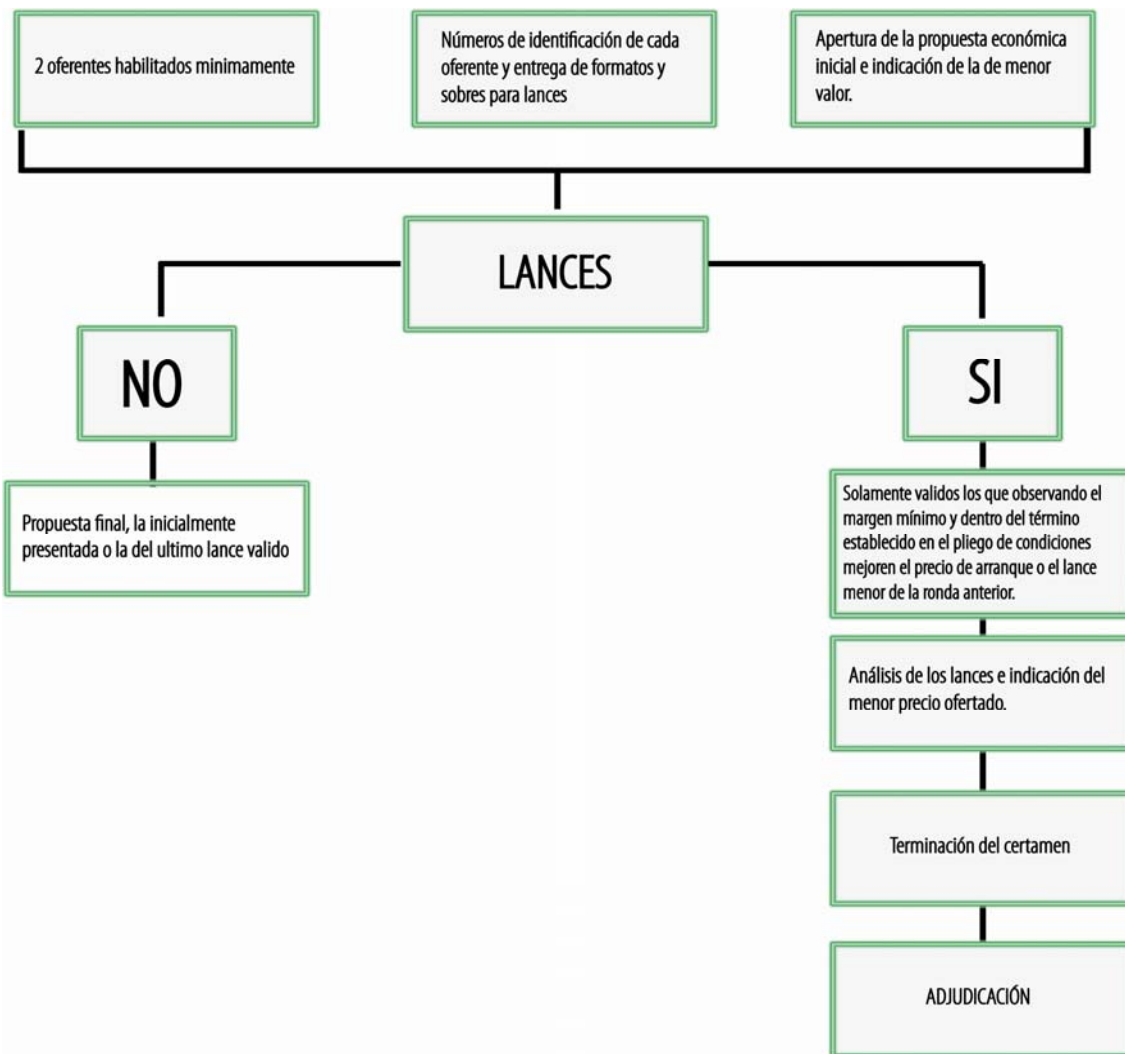 2 oferentes habilitados minimamente
Números de identificación de cada
oferente y entrega de formatos y
sobres para lances
Apertura de la propuesta económica
inicial e indicación de la de menor
valor.
LANCES
NO
SI
Propuesta final, la inicialmente
presentada o la del ultimo lance valido
Solamente validos los que observando el
margen mínimo y dentro del término
establecido en el pliego de condiciones
mejoren el precio de arranque o el lance
menor de la ronda anterior.
Análisis de los lances e indicación del
menor precio ofertado.
Terminación del certamen
ADJUDICACIÓN